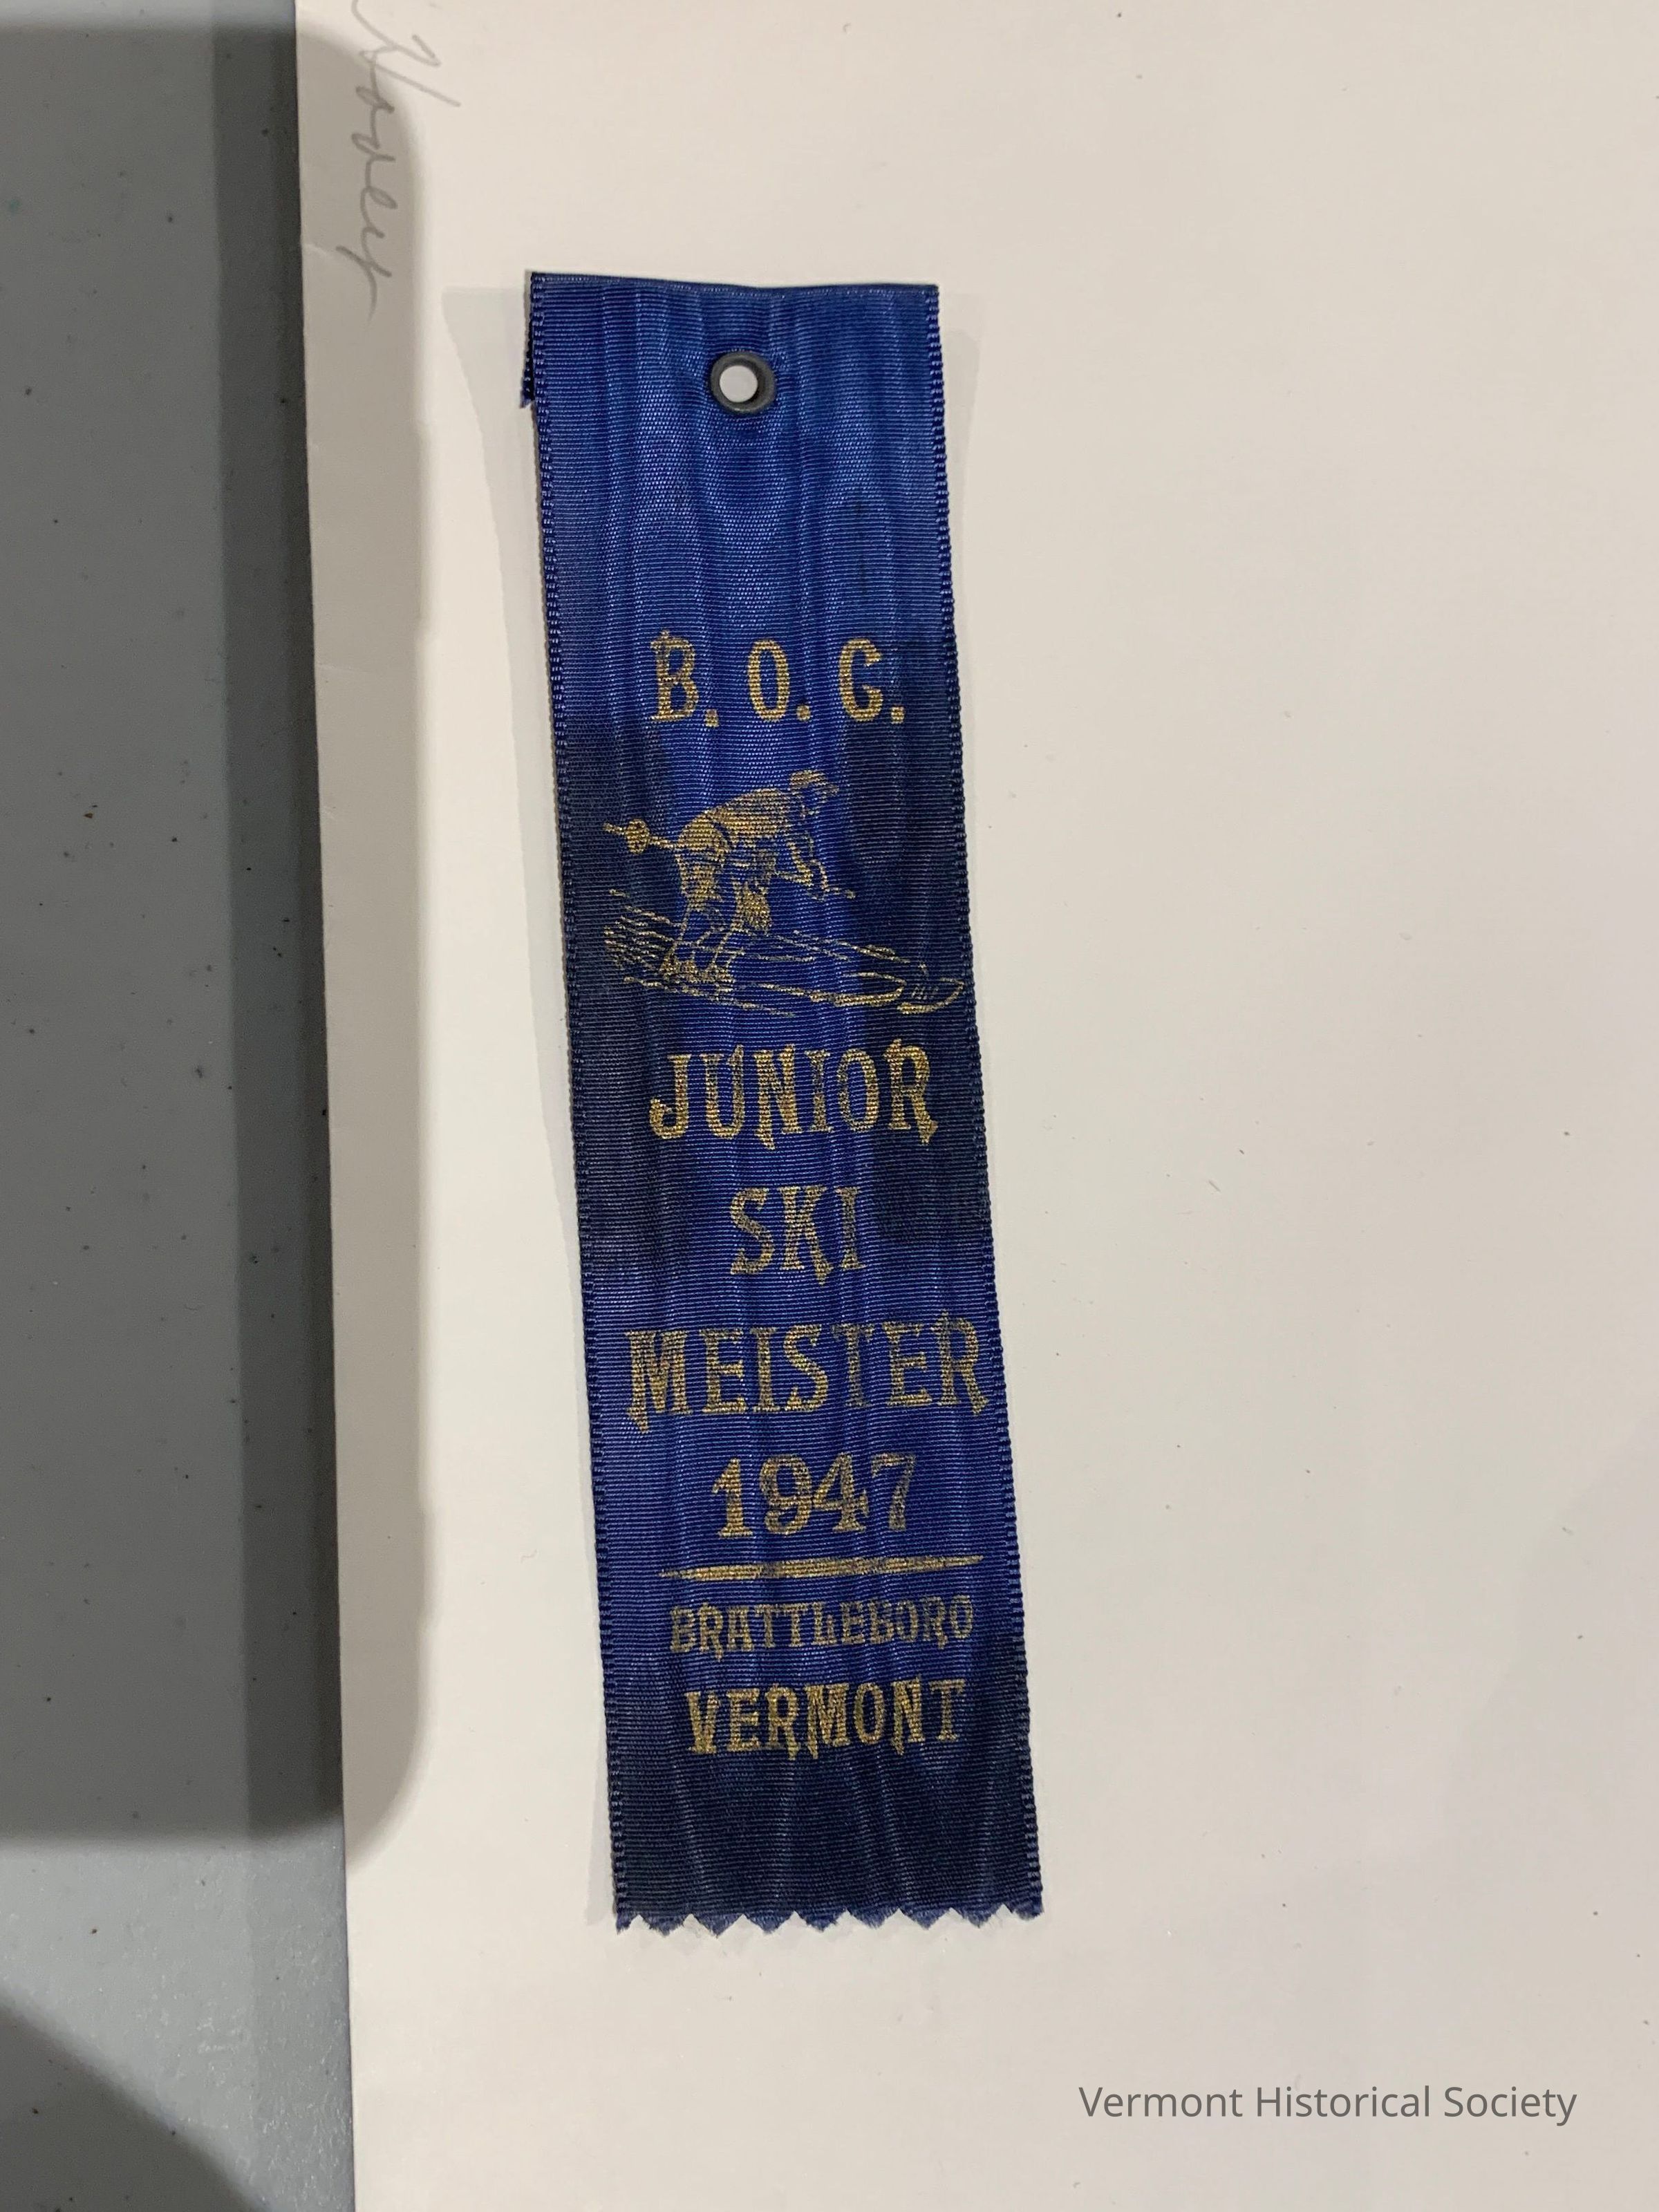 B. O. C.
JUNIOR
SKI
MEISTER
1947
BRATTLEBORO
VERMONT
Vermont Historical Society